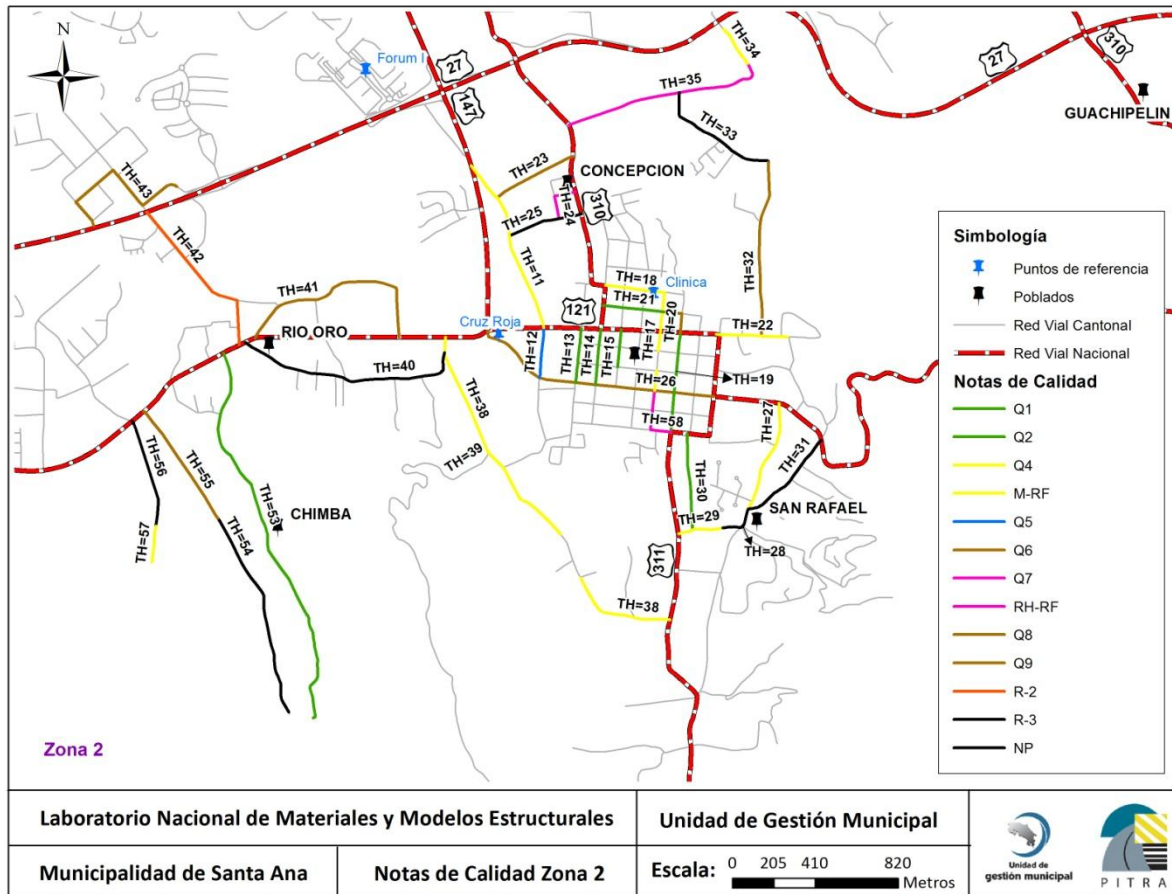 N
Forum I
27
147
27
310
GUACHIPELIN
TH=34
TH=35
TH=33
TH=43
TH=23
CONCEPCION
TH=24
TH=25
310
TH=42
TH=11
TH=32
TH=41
TH=18
Clinica
TH=21
121
TH=20
TH=17
TH=22
Cruz Roja
RIO ORO
TH=12
TH=13
TH=14
TH=15
TH=40
TH=26
TH=19
TH=38
TH=58
TH=27
TH=39
TH=31
TH=56
TH=55
TH=30
TH=53
CHIMBA
SAN RAFAEL
TH=29
TH=57
TH=54
TH=28
311
TH=38
Zona 2
Simbología
Puntos de referencia
Poblados
Red Vial Cantonal
Red Vial Nacional
Notas de Calidad
Q1
Q2
Q4
M-RF
Q5
Q6
Q7
RH-RF
Q8
Q9
R-2
R-3
NP
Laboratorio Nacional de Materiales y Modelos Estructurales
Unidad de Gestión Municipal
Municipalidad de Santa Ana
Notas de Calidad Zona 2
Escala: 0 205 410 820
Metros
Unidad de
gestión municipal
PITRA